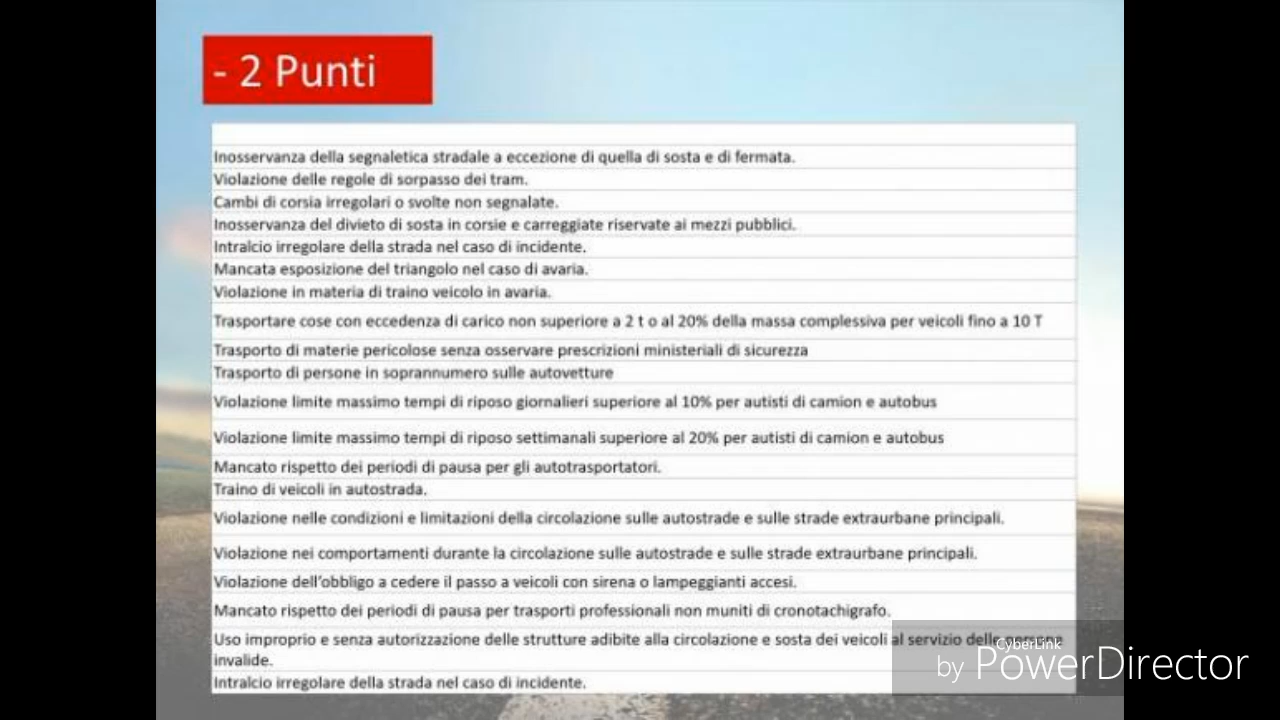 - 2 Punti
Inosservanza della segnaletica stradale a eccezione di quella di sosta e di fermata.
Violazione delle regole di sorpasso dei tram.
Cambi di corsia irregolari o svolte non segnalate.
Inosservanza del divieto di sosta in corsie e carreggiate riservate ai mezzi pubblici.
Intralcio irregolare della strada nel caso di incidente.
Mancata esposizione del triangolo nel caso di avaria.
Violazione in materia di traino veicolo in avaria.
Trasportare cose con eccedenza di carico non superiore a 2 t o al 20% della massa complessiva per veicoli fino a 10 T
Trasporto di materie pericolose senza osservare prescrizioni ministeriali di sicurezza
Trasporto di persone in soprannumero sulle autovetture
Violazione limite massimo tempi di riposo giornalieri superiore al 10% per autisti di camion e autobus
Violazione limite massimo tempi di riposo settimanali superiore al 20% per autisti di camion e autobus
Mancato rispetto dei periodi di pausa per gli autotrasportatori.
Traino di veicoli in autostrada.
Violazione nelle condizioni e limitazioni della circolazione sulle autostrade e sulle strade extraurbane principali.
Violazione nei comportamenti durante la circolazione sulle autostrade e sulle strade extraurbane principali.
Violazione dell'obbligo a cedere il passo a veicoli con sirena o lampeggianti accesi.
Mancato rispetto dei periodi di pausa per trasporti professionali non muniti di cronotachigrafo.
Uso improprio e senza autorizzazione delle strutture adibite alla circolazione e sosta dei veicoli al servizio delle
invalide.
Intralcio irregolare della strada nel caso di incidente.
CyberLink
by PowerDirector